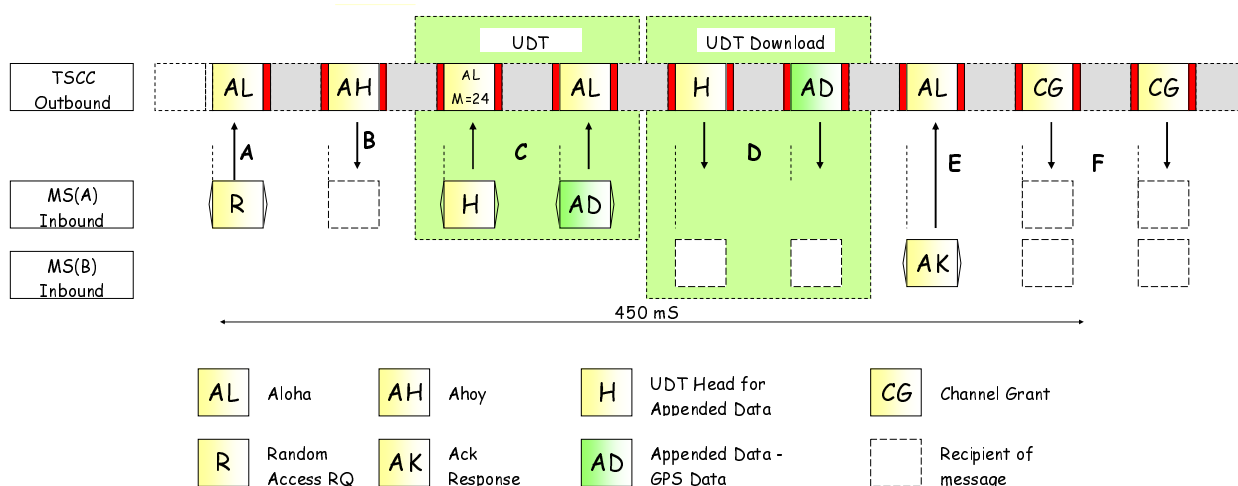 UDT
UDT Download
TSCC
Outbound
AL
AH
AL
M=24
AL
H
AD
AL
CG
CG
A
B
C
D
E
F
MS(A)
Inbound
R
H
AD
MS(B)
Inbound
AK
450 mS
AL
Aloha
AH
Ahoy
H
UDT Head for
Appended Data
CG
Channel Grant
R
Random
Access RQ
AK
Ack
Response
AD
Appended Data -
GPS Data
Recipient of
message